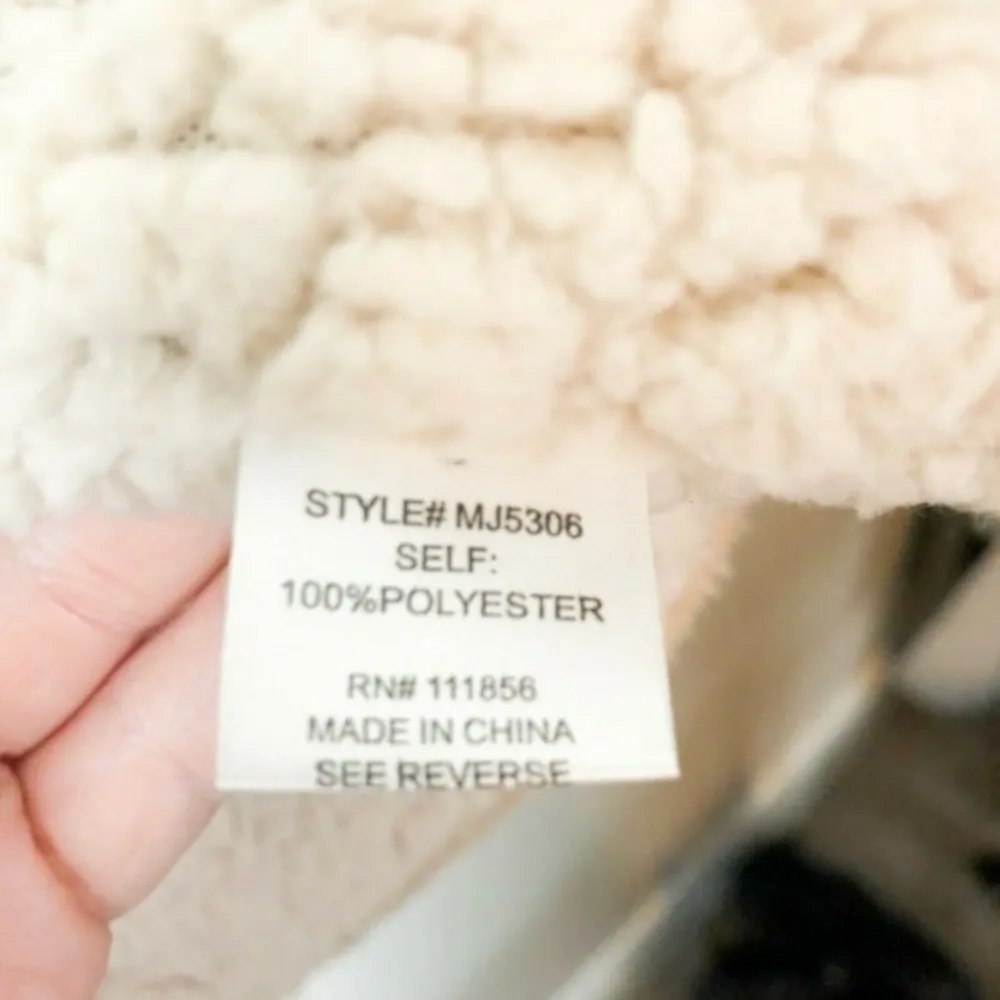 STYLE# MJ5306
SELF:
100%POLYESTER
RN# 111856
MADE IN CHINA
SEE REVERSE